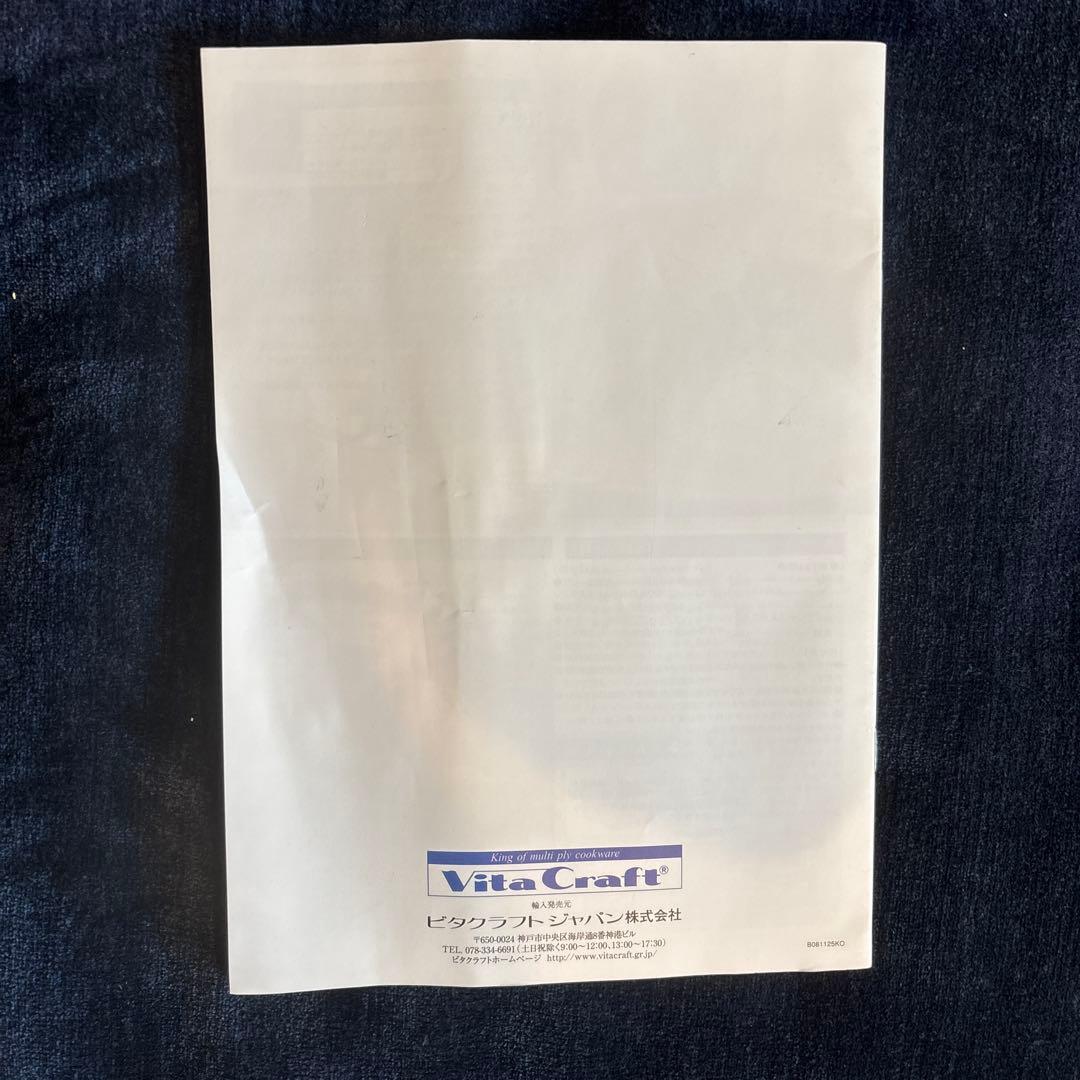 King of multi ply cookware
Vita Craft®
輸入発売元
ビタクラフト ジャパン株式会社
〒650-0024 神戸市中央区海岸通8番神港ビル
TEL. 078-334-6691（土日祝除く9:00〜12:00、13:00〜17:30）
ビタクラフトホームページ http://www.vitacraft.gr.jp/
B081125KO